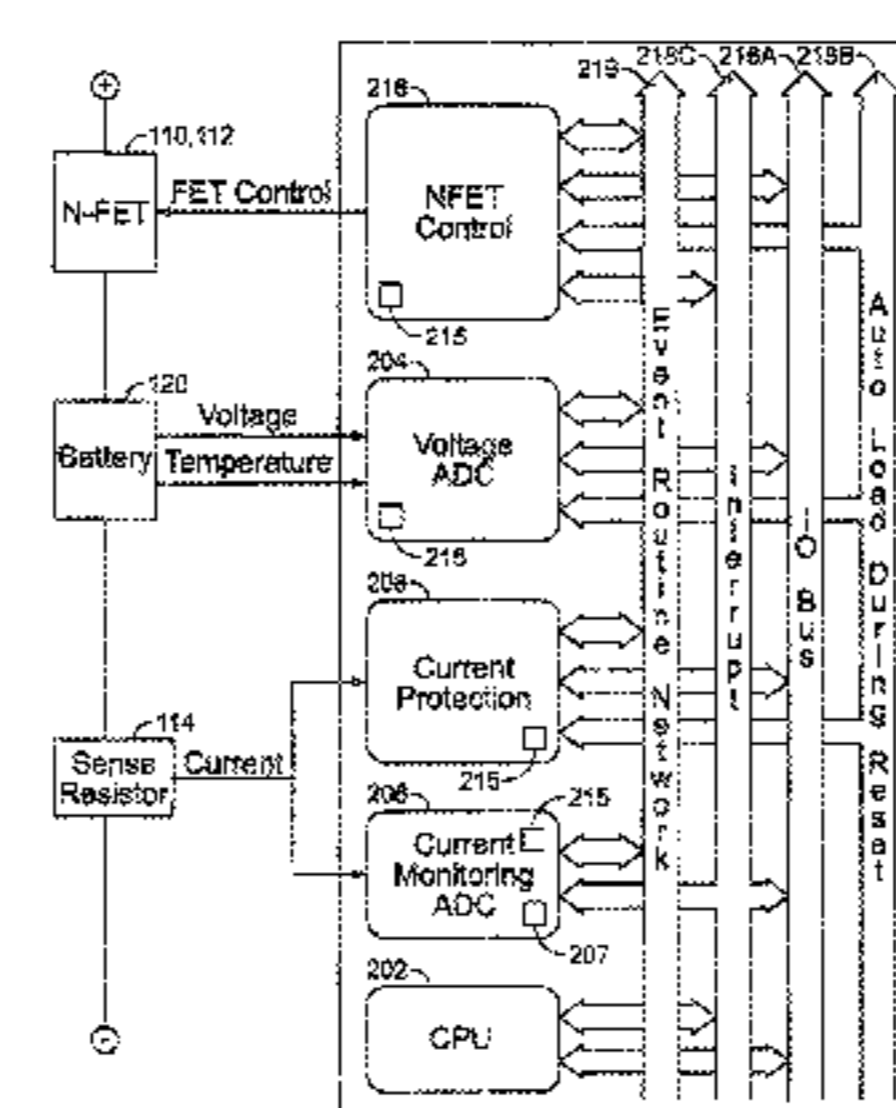 219
218C
218A
219B
216
110,112
FET Control
N-FET
NFET
Control
215
204
120
Voltage
Battery
Temperature
Voltage
ADC
215
208
Current
Protection
114
Sense
Resistor
Current
215
206
215
Current
Monitoring
ADC
207
202
CPU
Event Routine Network
Interrupt
IO Bus
Auto Load During Reset